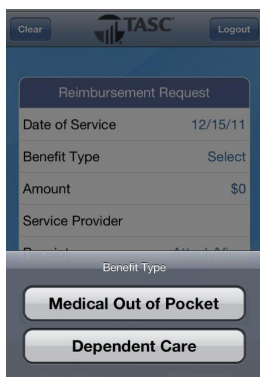 Clear
TASC
Logout
Reimbursement Request
Date of Service 12/15/11
Benefit Type Select
Amount $0
Service Provider
Benefit Type
Medical Out of Pocket
Dependent Care